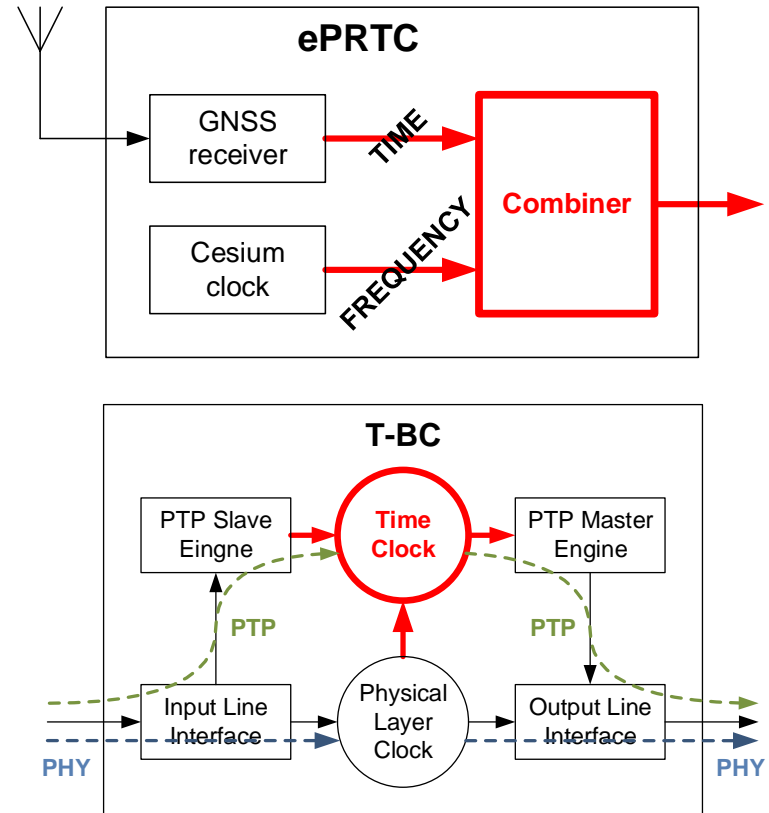 ePRTC
GNSS
receiver
TIME
Combiner
Cesium
clock
FREQUENCY
T-BC
PTP Slave
Eingne
Time
Clock
PTP Master
Engine
PTP
PTP
Input Line
Interface
Physical
Layer
Clock
Output Line
Interface
PHY
PHY